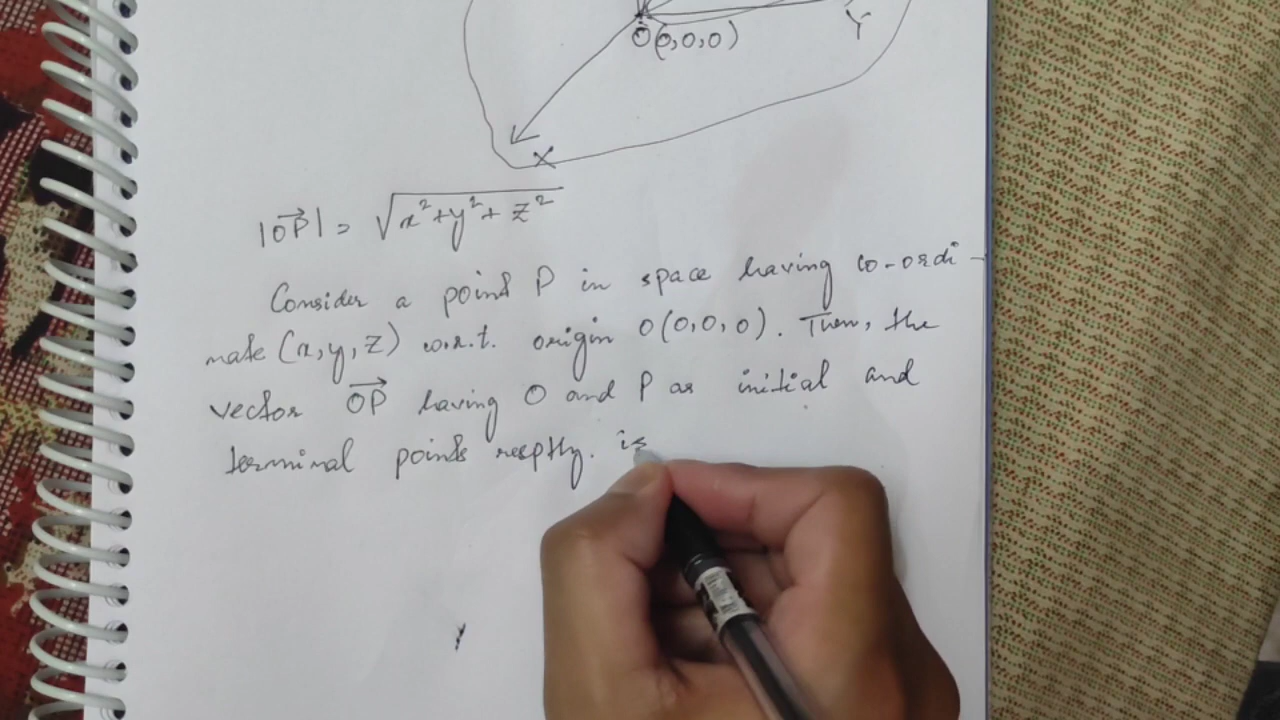 Y
O(0,0,0)
X
|OP→| = √x²+y²+z²
Consider a point P in space having co-ordi-
nate (x,y,z) w.r.t. origin O(0,0,0). Then, the
vector OP→ having O and P as initial and
terminal points resptly. is